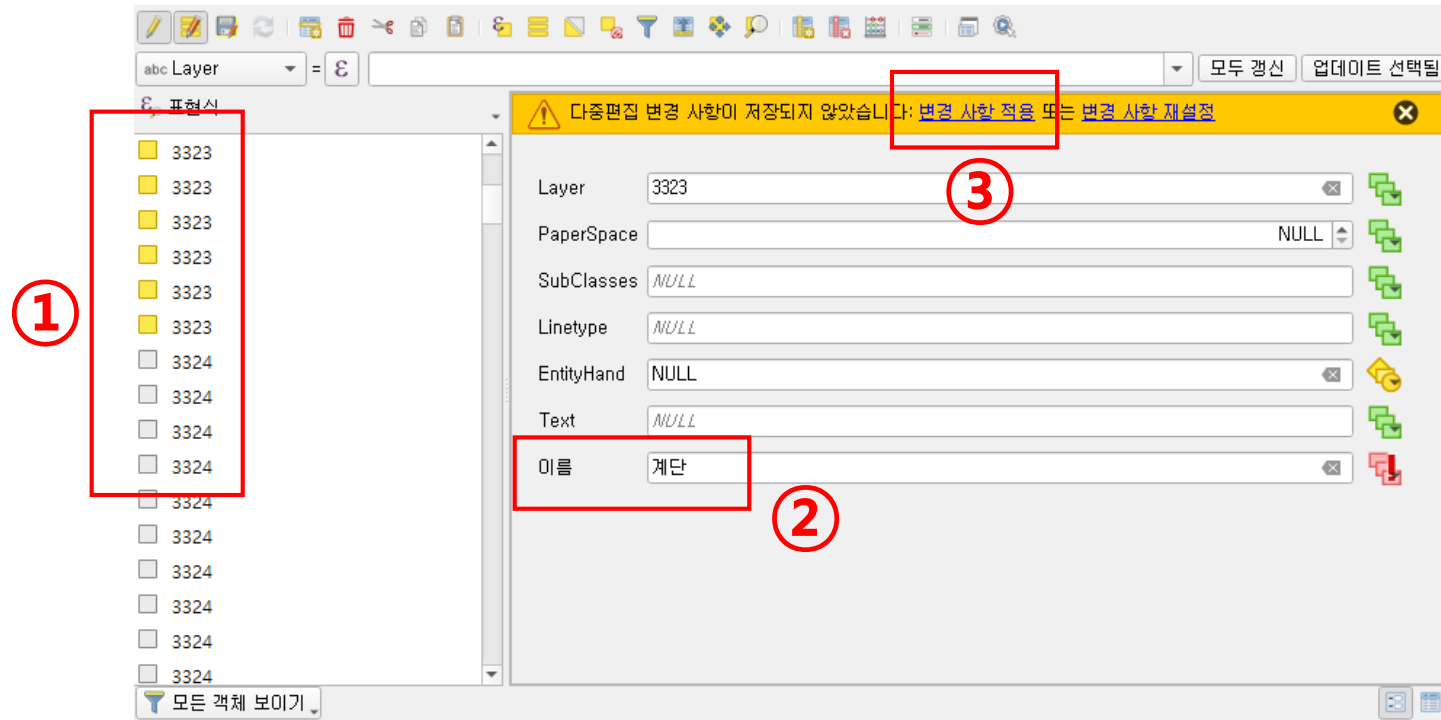 abc Layer = ε 모두 갱신 업데이트 선택됨
표현식
다중편집 변경 사항이 저장되지 않았습니다: 변경 사항 적용 또는 변경 사항 재설정
3323
3323
3323
3323
3323
3323
3324
3324
3324
3324
3324
3324
3324
3324
3324
3324
①
Layer 3323
③
PaperSpace NULL
SubClasses NULL
Linetype NULL
EntityHand NULL
Text NULL
이름 계단
②
모든 객체 보이기